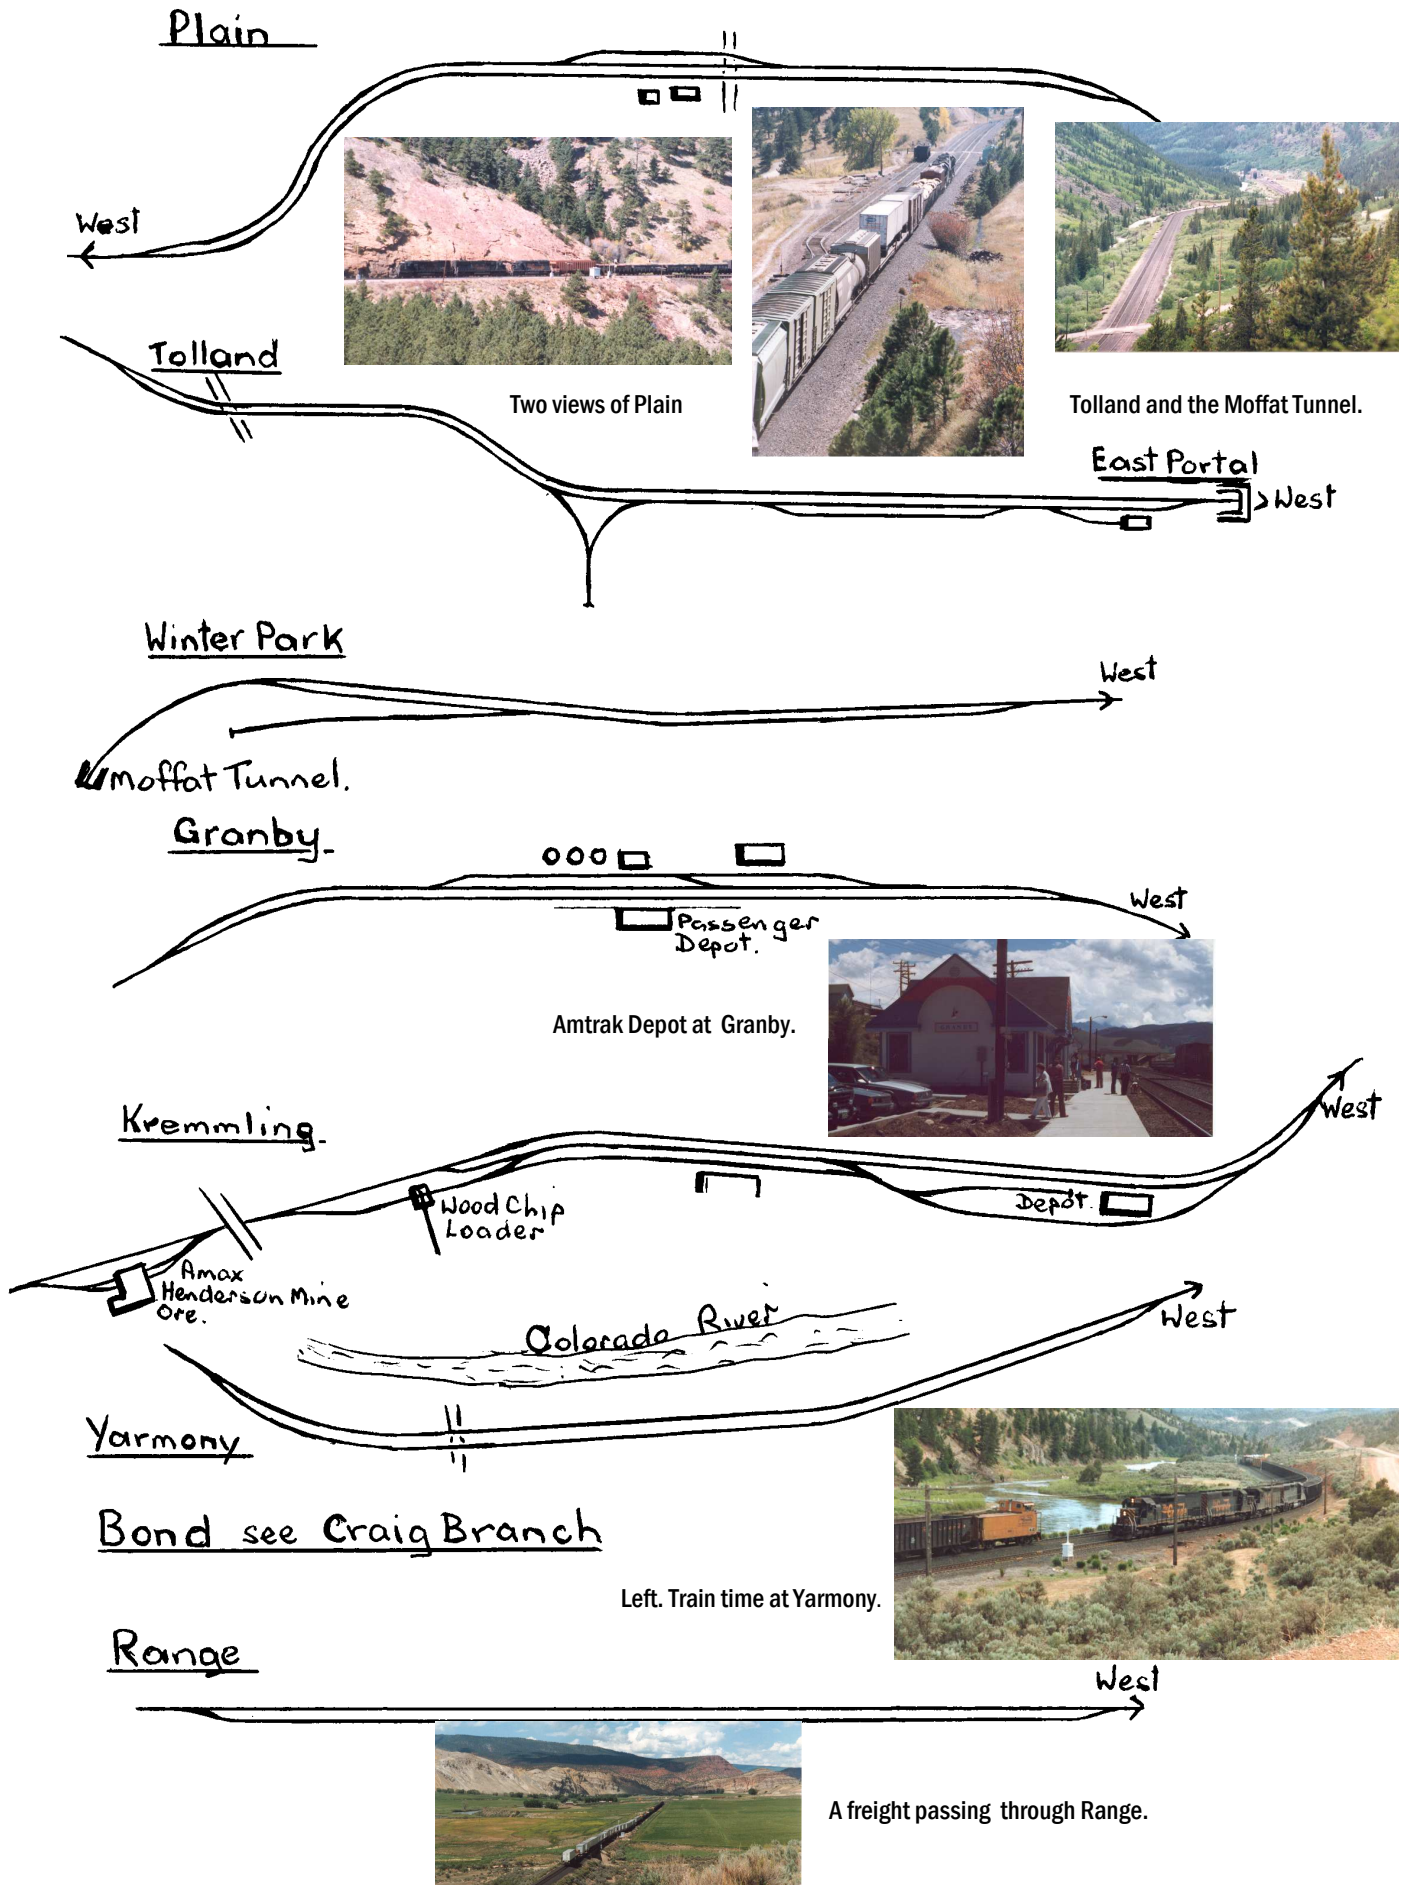 Plain
West
Tolland
Two views of Plain
Tolland and the Moffat Tunnel.
East Portal
West
Winter Park
West
Moffat Tunnel.
Granby
West
Passenger
Depot.
Amtrak Depot at Granby.
GRANBY
Kremmling
West
Wood Chip
Loader
Depot.
Amax
Henderson Mine
Ore.
Colorado River
West
Yarmony
Bond see Craig Branch
Left. Train time at Yarmony.
Range
West
A freight passing through Range.